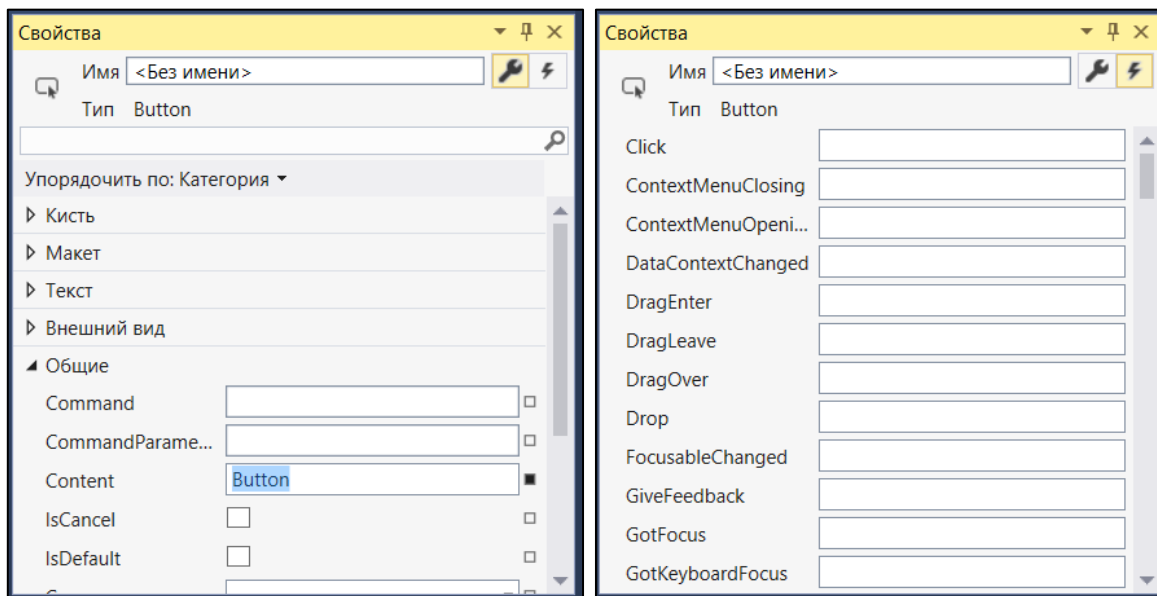 Свойства
Имя <Без имени>
Тип Button
Упорядочить по: Категория
Кисть
Макет
Текст
Внешний вид
Общие
Command
CommandParame...
Content Button
IsCancel
IsDefault
Свойства
Имя <Без имени>
Тип Button
Click
ContextMenuClosing
ContextMenuOpeni...
DataContextChanged
DragEnter
DragLeave
DragOver
Drop
FocusableChanged
GiveFeedback
GotFocus
GotKeyboardFocus